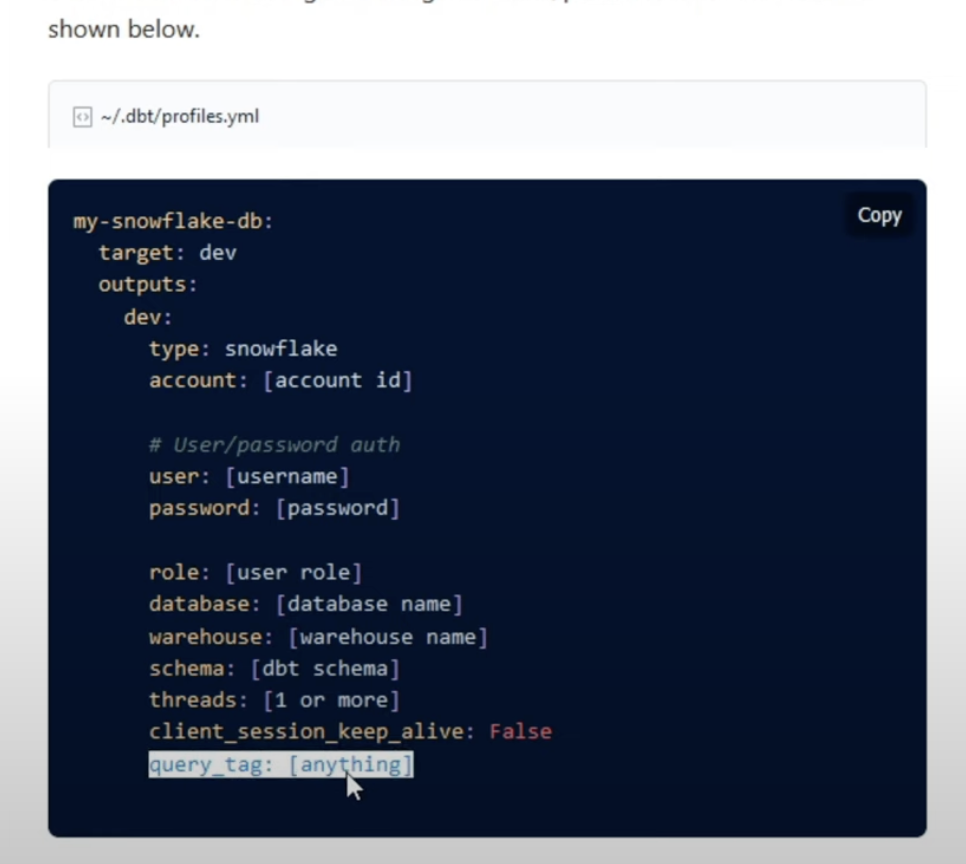 shown below.
~/.dbt/profiles.yml
Copy
my-snowflake-db:
target: dev
outputs:
dev:
type: snowflake
account: [account id]
# User/password auth
user: [username]
password: [password]
role: [user role]
database: [database name]
warehouse: [warehouse name]
schema: [dbt schema]
threads: [1 or more]
client_session_keep_alive: False
query_tag: [anything]